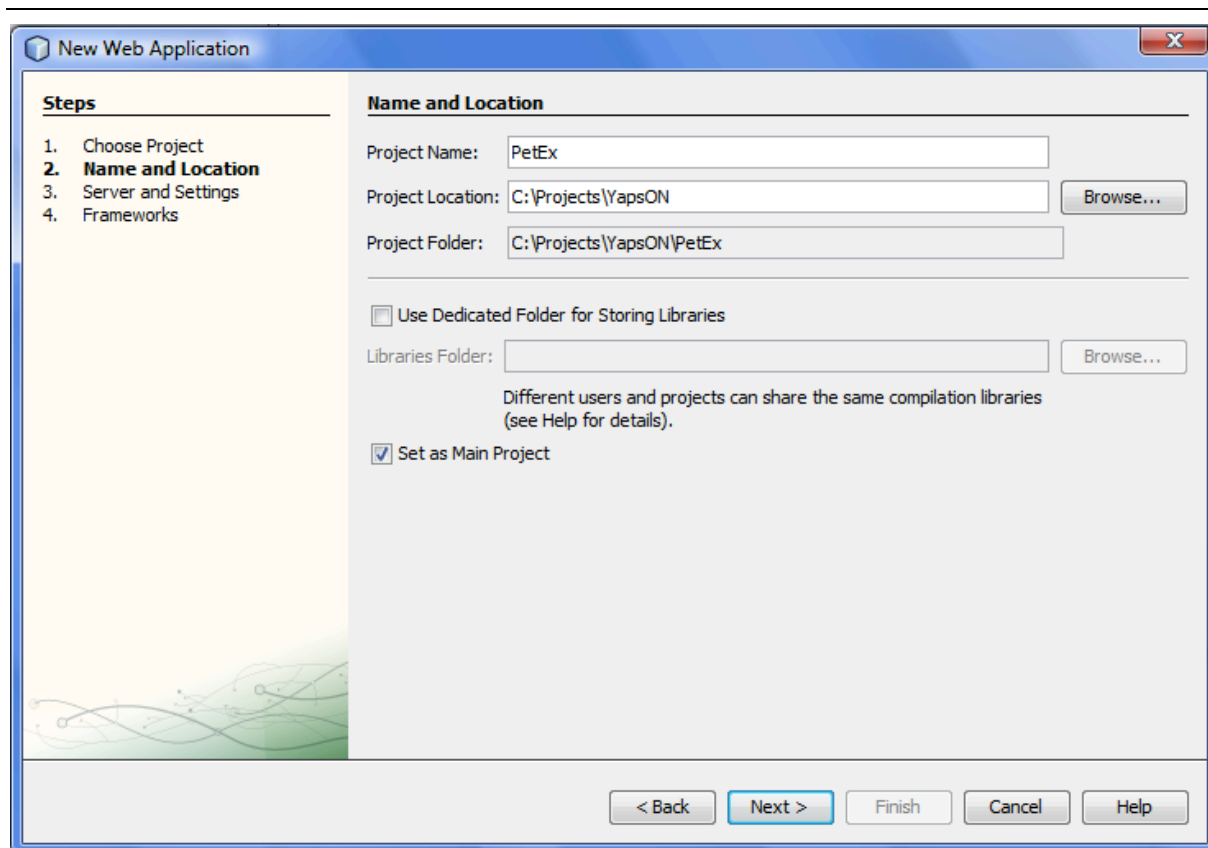 New Web Application
X
Steps
1. Choose Project
2. Name and Location
3. Server and Settings
4. Frameworks
Name and Location
Project Name: PetEx
Project Location: C:\Projects\YapsON Browse...
Project Folder: C:\Projects\YapsON\PetEx
Use Dedicated Folder for Storing Libraries
Libraries Folder: Browse...
Different users and projects can share the same compilation libraries
(see Help for details).
Set as Main Project
< Back Next > Finish Cancel Help